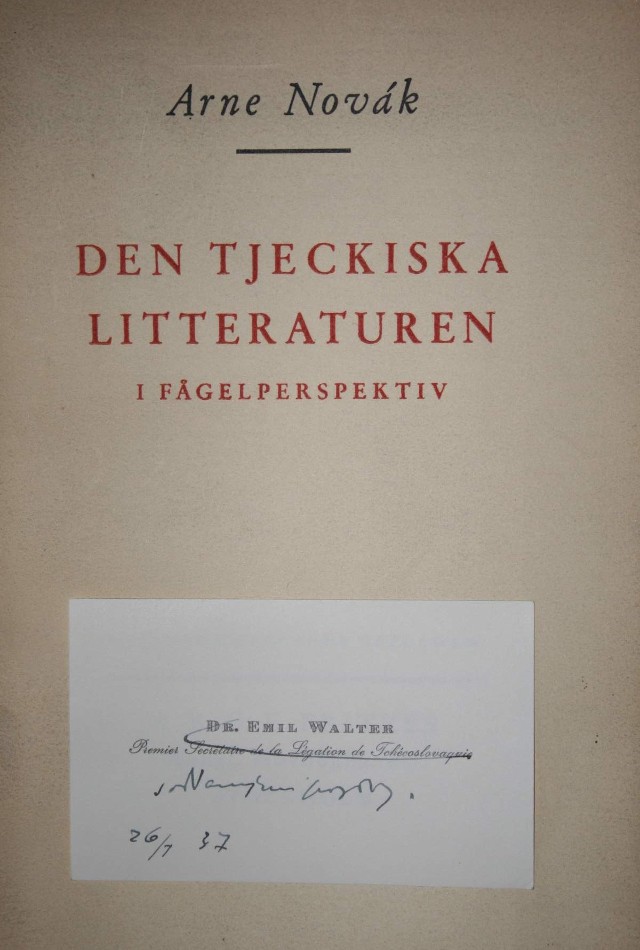 Arne Novák
DEN TJECKISKA
LITTERATUREN
I FÅGELPERSPEKTIV
DR. EMIL WALTER
Premier Secrétaire de la Légation de Tchécoslovaquie
26/7 37